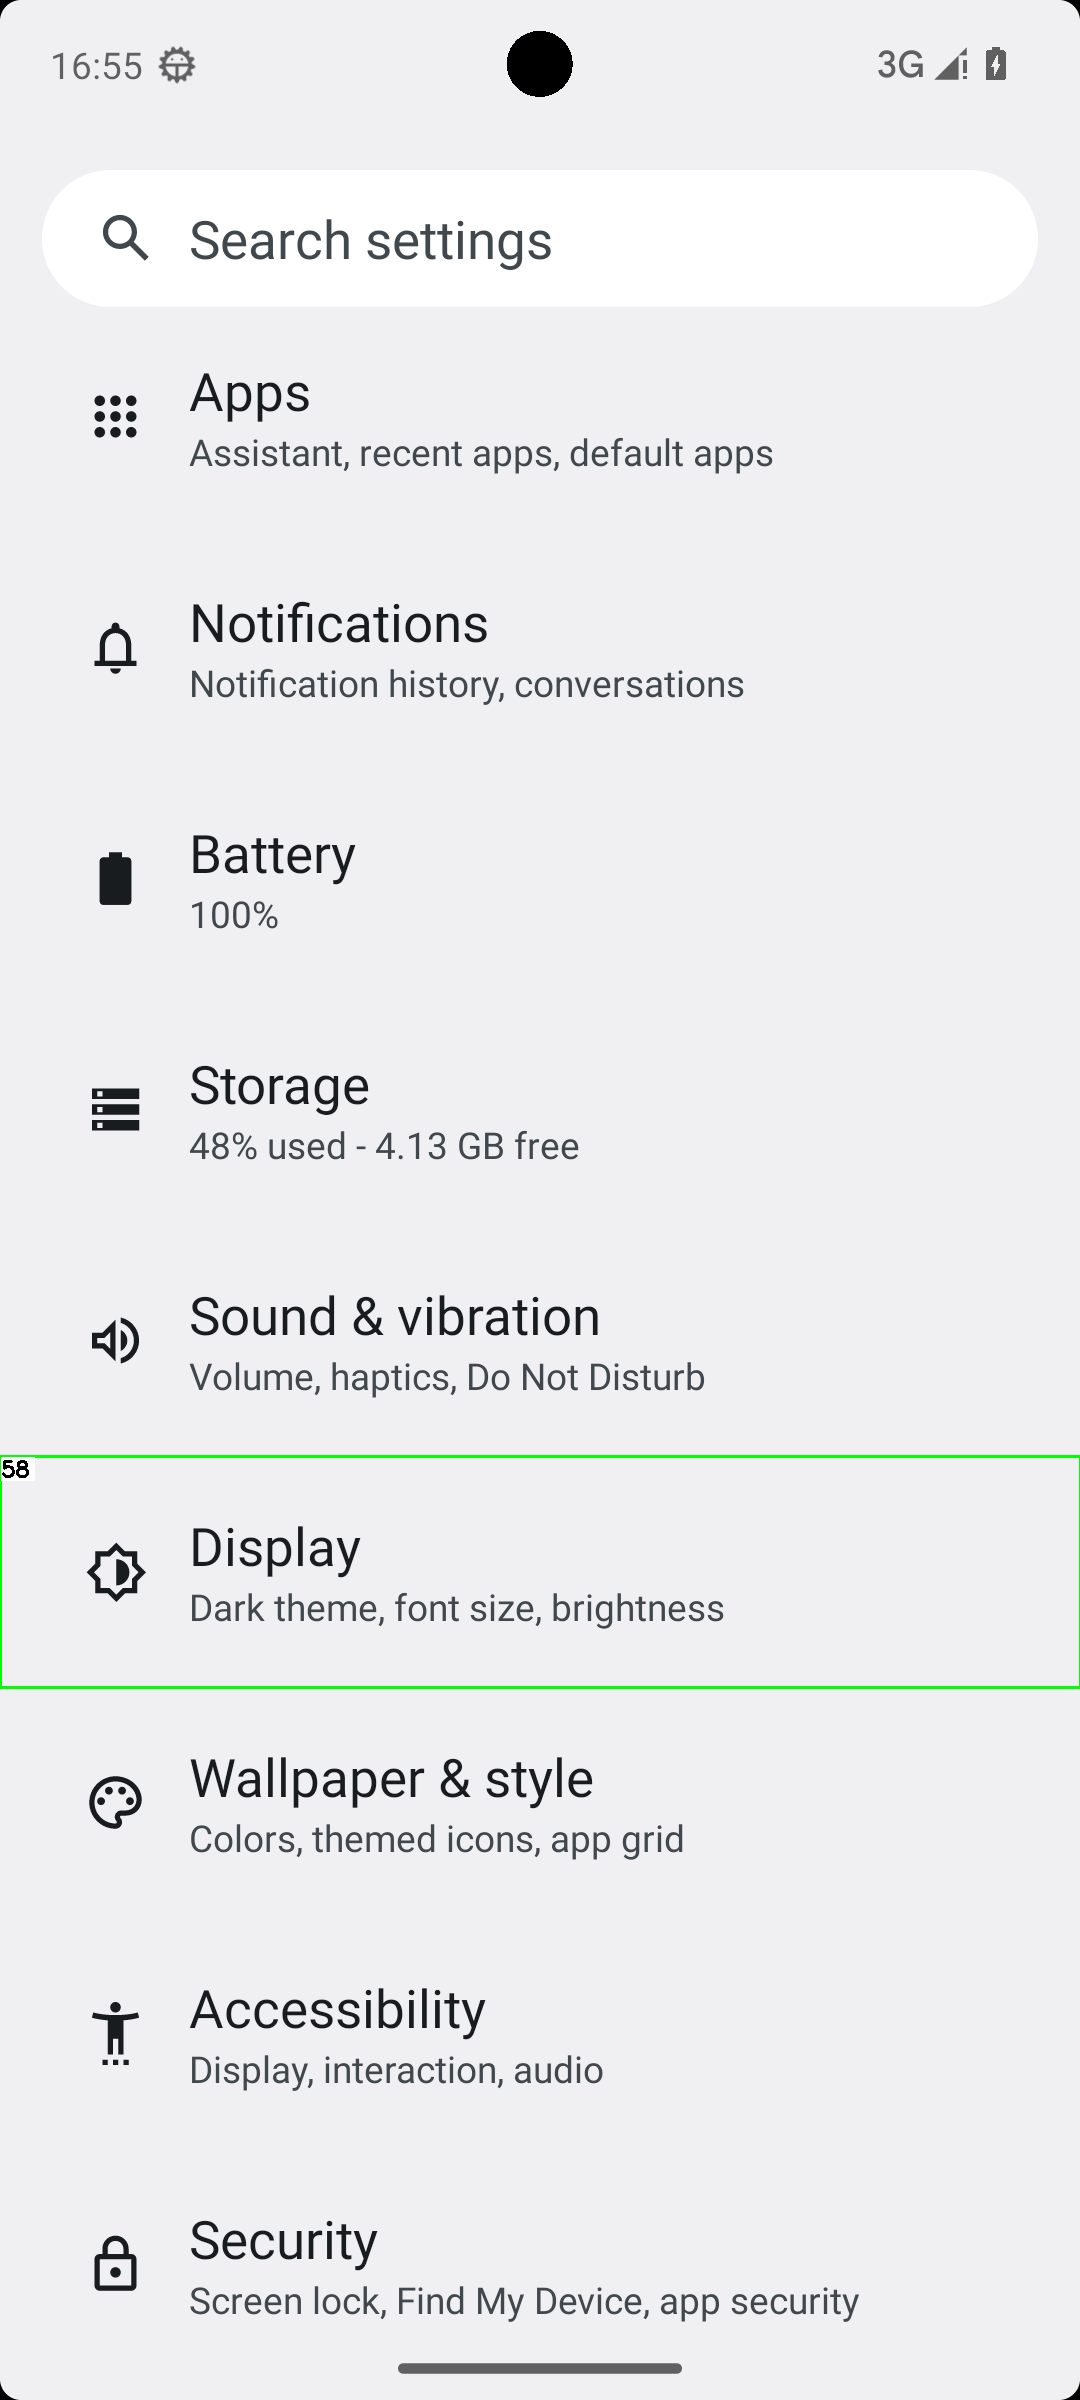 16:55
3G
Search settings
Apps
Assistant, recent apps, default apps
Notifications
Notification history, conversations
Battery
100%
Storage
48% used - 4.13 GB free
Sound & vibration
Volume, haptics, Do Not Disturb
58
Display
Dark theme, font size, brightness
Wallpaper & style
Colors, themed icons, app grid
Accessibility
Display, interaction, audio
Security
Screen lock, Find My Device, app security